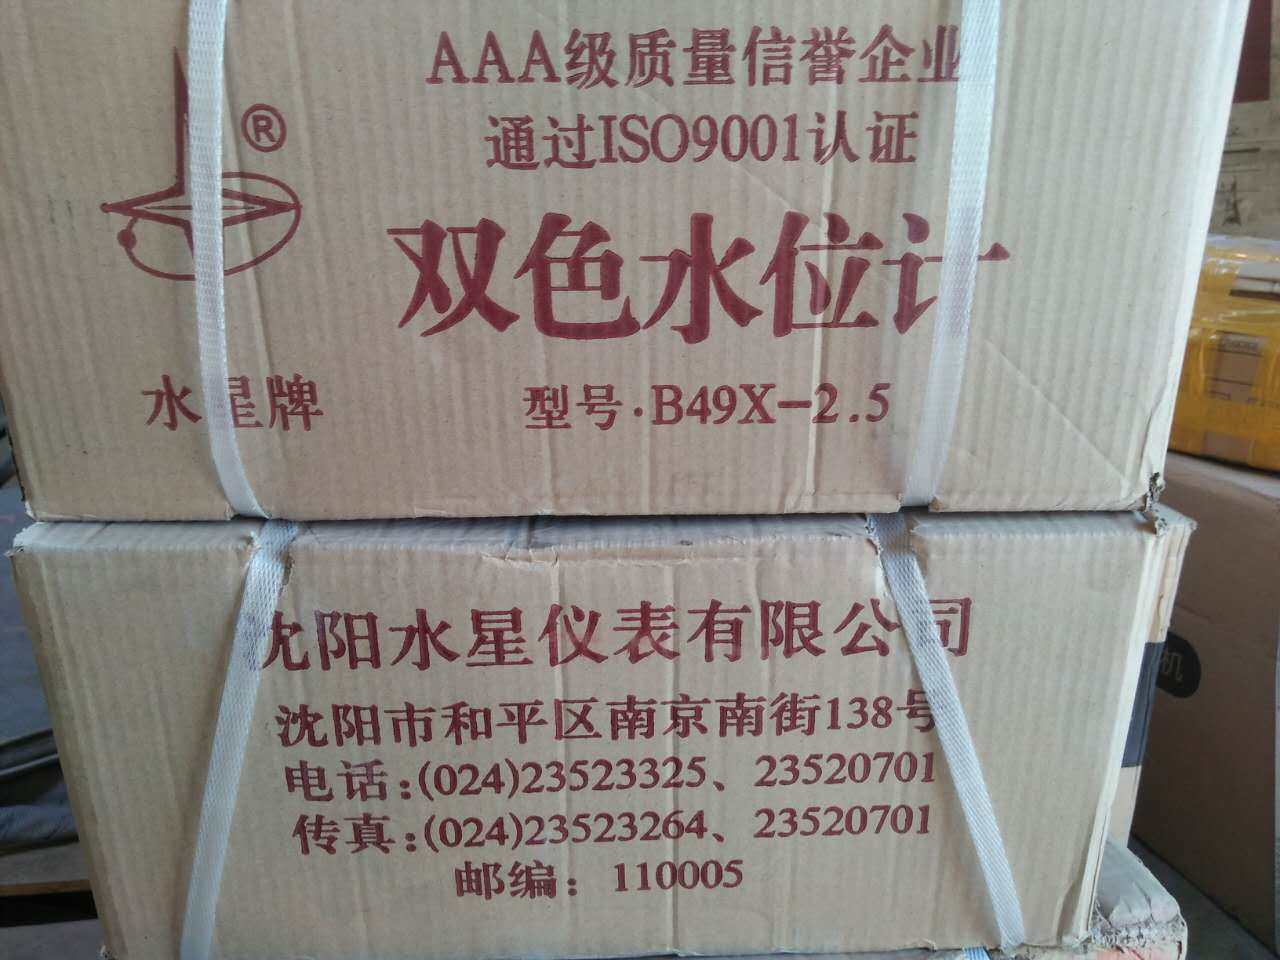 AAA级质量信誉企业
通过ISO9001认证
®
双色水位计
水星牌
型号·B49X-2.5
沈阳水星仪表有限公司
沈阳市和平区南京南街138号
电话:(024)23523325、23520701
传真:(024)23523264、23520701
邮编：110005
机